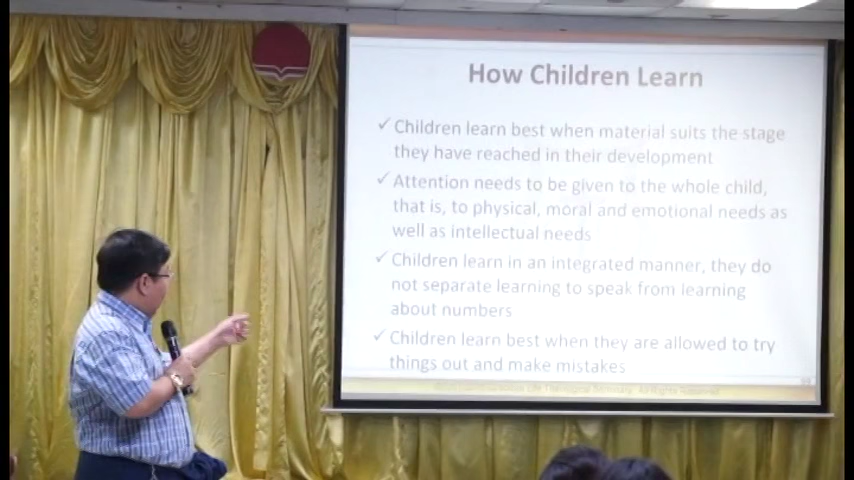 How Children Learn
✓ Children learn best when material suits the stage
they have reached in their development
✓ Attention needs to be given to the whole child,
that is, to physical, moral and emotional needs as
well as intellectual needs
✓ Children learn in an integrated manner, they do
not separate learning to speak from learning
about numbers
✓ Children learn best when they are allowed to try
things out and make mistakes